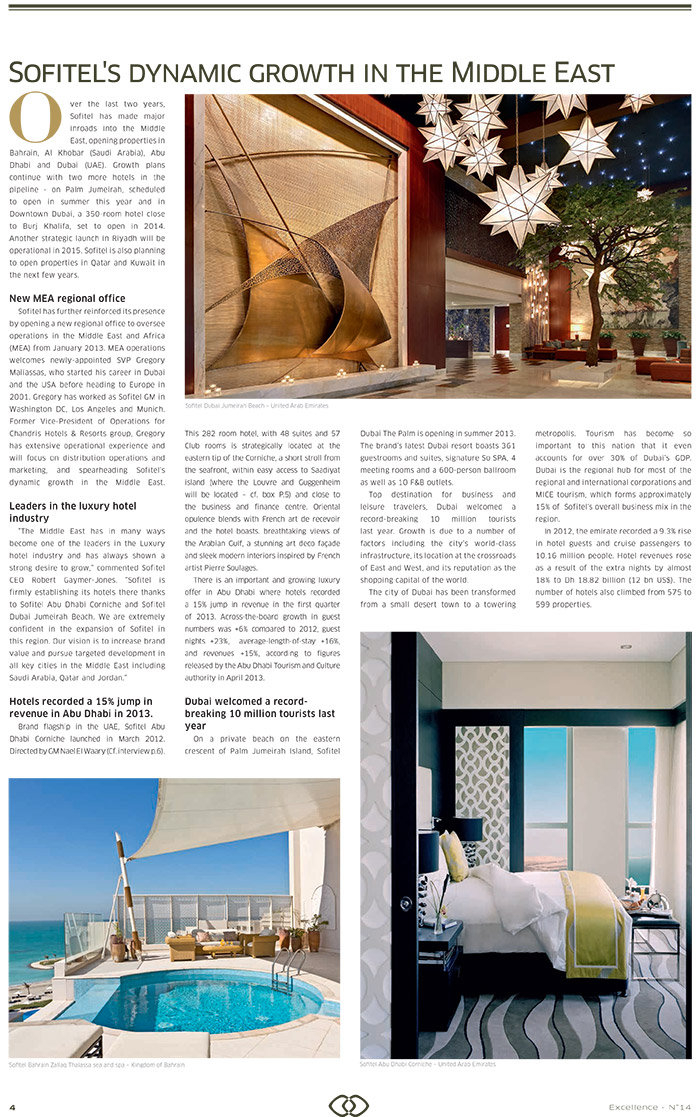 SOFITEL'S DYNAMIC GROWTH IN THE MIDDLE EAST
Over the last two years,
Sofitel has made major
inroads into the Middle
East, opening properties in
Bahrain, Al Khobar (Saudi Arabia), Abu
Dhabi and Dubai (UAE). Growth plans
continue with two more hotels in the
pipeline - on Palm Jumeirah, scheduled
to open in summer this year and in
Downtown Dubai, a 350-room hotel close
to Burj Khalifa, set to open in 2014.
Another strategic launch in Riyadh will be
operational in 2015. Sofitel is also planning
to open properties in Qatar and Kuwait in
the next few years.
New MEA regional office
Sofitel has further reinforced its presence
by opening a new regional office to oversee
operations in the Middle East and Africa
(MEA) from January 2013. MEA operations
welcomes newly-appointed SVP Gregory
Maliassas, who started his career in Dubai
and the USA before heading to Europe in
2001. Gregory has worked as Sofitel GM in
Washington DC, Los Angeles and Munich.
Former Vice-President of Operations for
Chandris Hotels & Resorts group, Gregory
has extensive operational experience and
will focus on distribution operations and
marketing, and spearheading Sofitel's
dynamic growth in the Middle East.
Leaders in the luxury hotel
industry
"The Middle East has in many ways
become one of the leaders in the Luxury
hotel industry and has always shown a
strong desire to grow," commented Sofitel
CEO Robert Gaymer-Jones. "Sofitel is
firmly establishing its hotels there thanks
to Sofitel Abu Dhabi Corniche and Sofitel
Dubai Jumeirah Beach. We are extremely
confident in the expansion of Sofitel in
this region. Our vision is to increase brand
value and pursue targeted development in
all key cities in the Middle East including
Saudi Arabia, Qatar and Jordan."
Hotels recorded a 15% jump in
revenue in Abu Dhabi in 2013.
Brand flagship in the UAE, Sofitel Abu
Dhabi Corniche launched in March 2012.
Directed by GM Nael El Waary (Cf. interview p.6),
Sofitel Dubai Jumeirah Beach – United Arab Emirates
This 282 room hotel, with 48 suites and 57
Club rooms is strategically located at the
eastern tip of the Corniche, a short stroll from
the seafront, within easy access to Saadiyat
island (where the Louvre and Guggenheim
will be located – cf. box P.5) and close to
the business and finance centre. Oriental
opulence blends with French art de recevoir
and the hotel boasts, breathtaking views of
the Arabian Gulf, a stunning art deco façade
and sleek modern interiors inspired by French
artist Pierre Soulages.
There is an important and growing luxury
offer in Abu Dhabi where hotels recorded
a 15% jump in revenue in the first quarter
of 2013. Across-the-board growth in guest
numbers was +6% compared to 2012, guest
nights +23%, average-length-of-stay +16%,
and revenues +15%, according to figures
released by the Abu Dhabi Tourism and Culture
authority in April 2013.
Dubai welcomed a record-
breaking 10 million tourists last
year
On a private beach on the eastern
crescent of Palm Jumeirah Island, Sofitel
Dubai The Palm is opening in summer 2013.
The brand's latest Dubai resort boasts 361
guestrooms and suites, signature So SPA, 4
meeting rooms and a 600-person ballroom
as well as 10 F&B outlets.
Top destination for business and
leisure travelers, Dubai welcomed a
record-breaking 10 million tourists
last year. Growth is due to a number of
factors including the city's world-class
infrastructure, its location at the crossroads
of East and West, and its reputation as the
shopping capital of the world.
The city of Dubai has been transformed
from a small desert town to a towering
metropolis. Tourism has become so
important to this nation that it even
accounts for over 30% of Dubai's GDP.
Dubai is the regional hub for most of the
regional and international corporations and
MICE tourism, which forms approximately
15% of Sofitel's overall business mix in the
region.
In 2012, the emirate recorded a 9.3% rise
in hotel guests and cruise passengers to
10.16 million people. Hotel revenues rose
as a result of the extra nights by almost
18% to Dh 18.82 billion (12 bn US$). The
number of hotels also climbed from 575 to
599 properties.
Sofitel Bahrain Zallaq Thalassa sea and spa – Kingdom of Bahrain
Sofitel Abu Dhabi Corniche – United Arab Emirates
4
Excellence - N°14